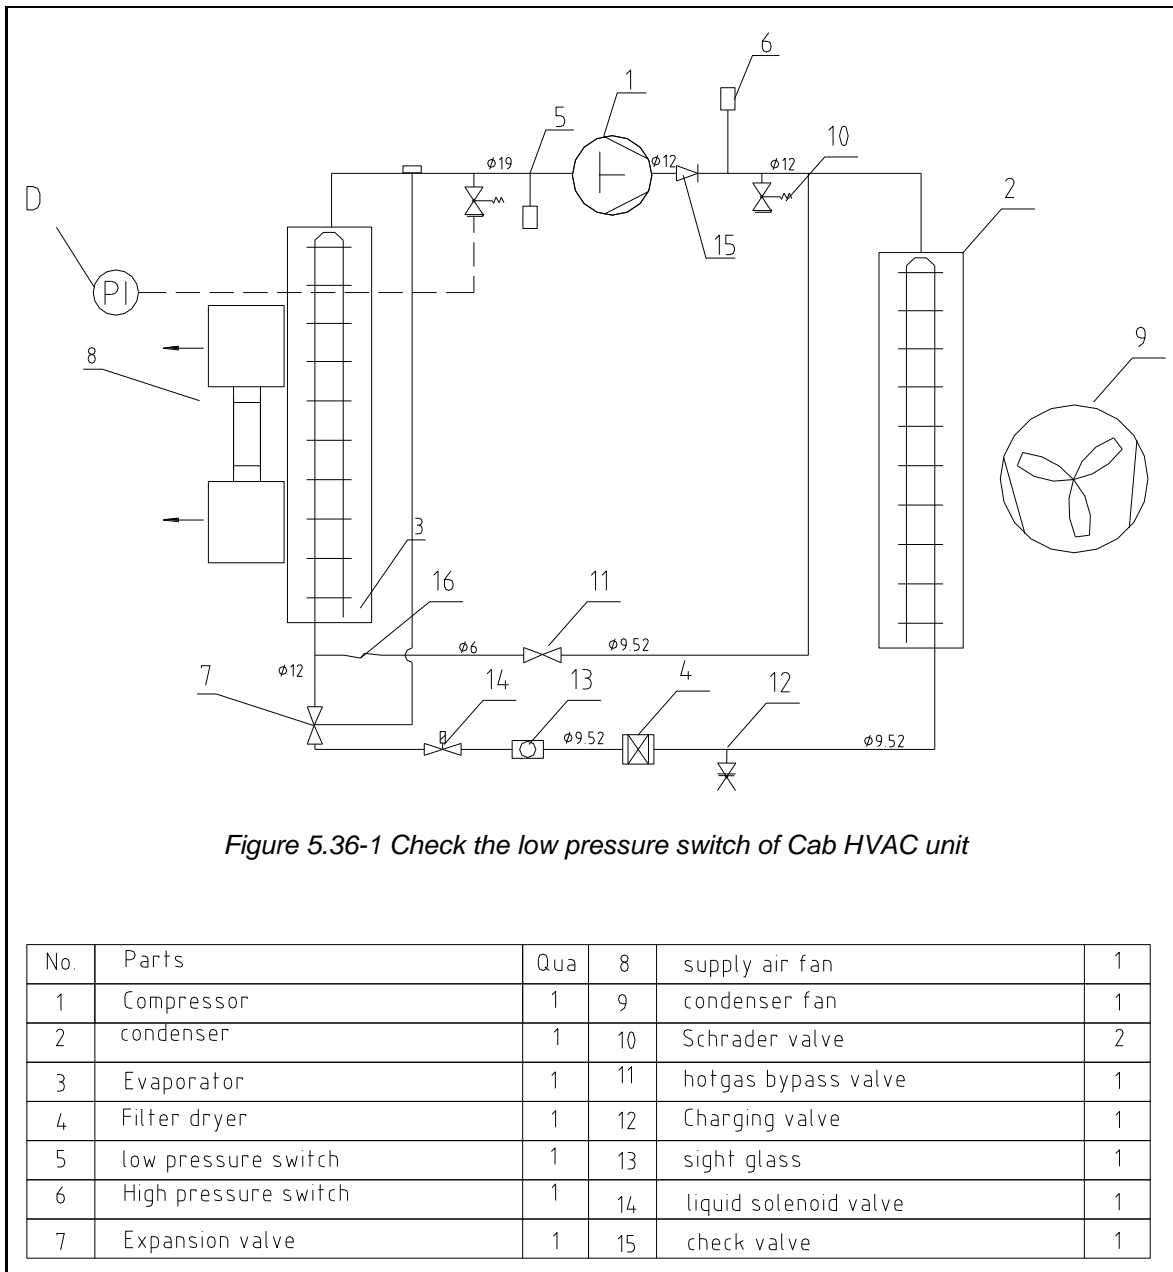 6
1
5
10
ø19
ø12
ø12
D
2
15
PI
9
8
3
16
11
ø6
ø9.52
ø12
7
14
13
4
12
ø9.52
ø9.52
Figure 5.36-1 Check the low pressure switch of Cab HVAC unit
No. Parts Qua 8 supply air fan 1
1 Compressor 1 9 condenser fan 1
2 condenser 1 10 Schrader valve 2
3 Evaporator 1 11 hotgas bypass valve 1
4 Filter dryer 1 12 Charging valve 1
5 low pressure switch 1 13 sight glass 1
6 High pressure switch 1 14 liquid solenoid valve 1
7 Expansion valve 1 15 check valve 1